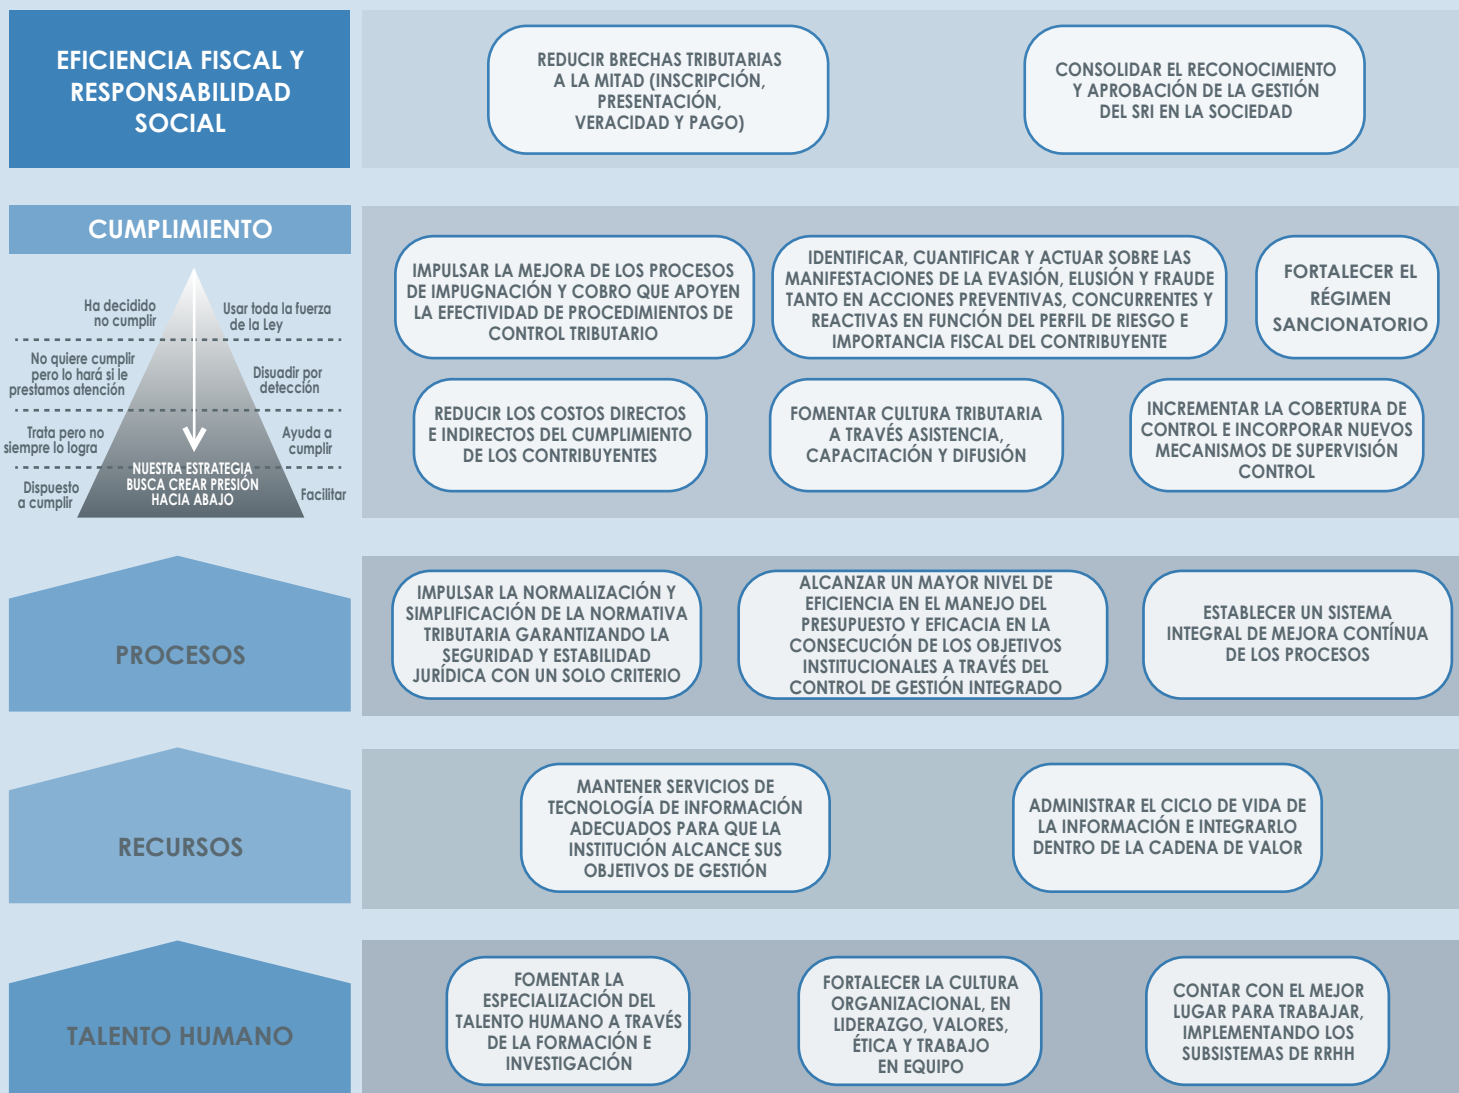 EFICIENCIA FISCAL Y
RESPONSABILIDAD
SOCIAL
REDUCIR BRECHAS TRIBUTARIAS
A LA MITAD (INSCRIPCIÓN,
PRESENTACIÓN,
VERACIDAD Y PAGO)
CONSOLIDAR EL RECONOCIMIENTO
Y APROBACIÓN DE LA GESTIÓN
DEL SRI EN LA SOCIEDAD
CUMPLIMIENTO
Ha decidido
no cumplir
Usar toda la fuerza
de la Ley
No quiere cumplir
pero lo hará si le
prestamos atención
Disuadir por
detección
Trata pero no
siempre lo logra
Ayuda a
cumplir
Dispuesto
a cumplir
Facilitar
NUESTRA ESTRATEGIA
BUSCA CREAR PRESIÓN
HACIA ABAJO
IMPULSAR LA MEJORA DE LOS PROCESOS
DE IMPUGNACIÓN Y COBRO QUE APOYEN
LA EFECTIVIDAD DE PROCEDIMIENTOS DE
CONTROL TRIBUTARIO
IDENTIFICAR, CUANTIFICAR Y ACTUAR SOBRE LAS
MANIFESTACIONES DE LA EVASIÓN, ELUSIÓN Y FRAUDE
TANTO EN ACCIONES PREVENTIVAS, CONCURRENTES Y
REACTIVAS EN FUNCIÓN DEL PERFIL DE RIESGO E
IMPORTANCIA FISCAL DEL CONTRIBUYENTE
FORTALECER EL
RÉGIMEN
SANCIONATORIO
REDUCIR LOS COSTOS DIRECTOS
E INDIRECTOS DEL CUMPLIMIENTO
DE LOS CONTRIBUYENTES
FOMENTAR CULTURA TRIBUTARIA
A TRAVÉS ASISTENCIA,
CAPACITACIÓN Y DIFUSIÓN
INCREMENTAR LA COBERTURA DE
CONTROL E INCORPORAR NUEVOS
MECANISMOS DE SUPERVISIÓN
CONTROL
PROCESOS
IMPULSAR LA NORMALIZACIÓN Y
SIMPLIFICACIÓN DE LA NORMATIVA
TRIBUTARIA GARANTIZANDO LA
SEGURIDAD Y ESTABILIDAD
JURÍDICA CON UN SOLO CRITERIO
ALCANZAR UN MAYOR NIVEL DE
EFICIENCIA EN EL MANEJO DEL
PRESUPUESTO Y EFICACIA EN LA
CONSECUCIÓN DE LOS OBJETIVOS
INSTITUCIONALES A TRAVÉS DEL
CONTROL DE GESTIÓN INTEGRADO
ESTABLECER UN SISTEMA
INTEGRAL DE MEJORA CONTÍNUA
DE LOS PROCESOS
RECURSOS
MANTENER SERVICIOS DE
TECNOLOGÍA DE INFORMACIÓN
ADECUADOS PARA QUE LA
INSTITUCIÓN ALCANCE SUS
OBJETIVOS DE GESTIÓN
ADMINISTRAR EL CICLO DE VIDA DE
LA INFORMACIÓN E INTEGRARLO
DENTRO DE LA CADENA DE VALOR
TALENTO HUMANO
FOMENTAR LA
ESPECIALIZACIÓN DEL
TALENTO HUMANO A TRAVÉS
DE LA FORMACIÓN E
INVESTIGACIÓN
FORTALECER LA CULTURA
ORGANIZACIONAL, EN
LIDERAZGO, VALORES,
ÉTICA Y TRABAJO
EN EQUIPO
CONTAR CON EL MEJOR
LUGAR PARA TRABAJAR,
IMPLEMENTANDO LOS
SUBSISTEMAS DE RRHH